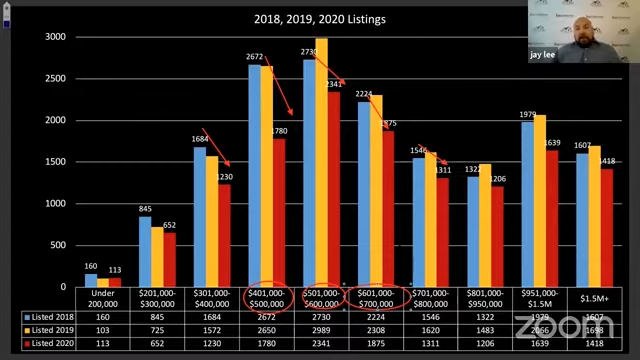 2018, 2019, 2020 Listings
jay lee
3000
2500
2000
1500
1000
500
0
160 113
845 652
1684 1230
2672 1780
2730 2341
2224 1875
1546 1311
1322 1206
1979 1639
1607 1418
Under 200,000 $201,000-300,000 $301,000-400,000 $401,000-$500,000 $501,000-$600,000 $601,000-$700,000 $701,000-$800,000 $801,000-$950,000 $951,000-$1.5M $1.5M+
Listed 2018 160 845 1684 2672 2730 2224 1546 1322 1979 1607
Listed 2019 103 725 1572 2650 2989 2308 1620 1483 2066 1698
Listed 2020 113 652 1230 1780 2341 1875 1311 1206 1639 1418
zoom